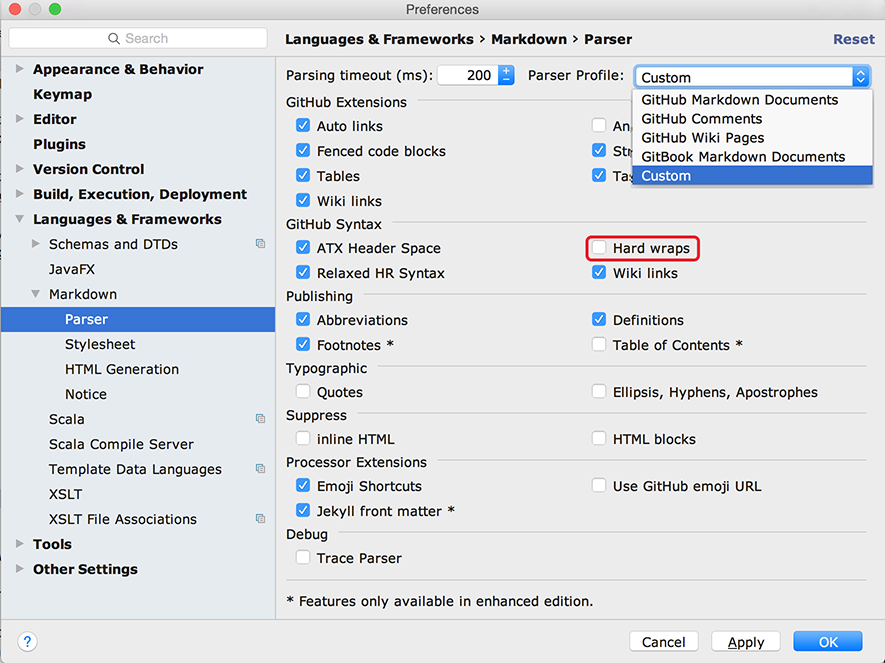 Preferences
Search
Languages & Frameworks › Markdown › Parser
Reset
Appearance & Behavior
Keymap
Editor
Plugins
Version Control
Build, Execution, Deployment
Languages & Frameworks
Schemas and DTDs
JavaFX
Markdown
Parser
Stylesheet
HTML Generation
Notice
Scala
Scala Compile Server
Template Data Languages
XSLT
XSLT File Associations
Tools
Other Settings
Parsing timeout (ms): 200 Parser Profile: Custom
GitHub Markdown Documents
GitHub Comments
GitHub Wiki Pages
GitBook Markdown Documents
Custom
GitHub Extensions
Auto links
Fenced code blocks
Tables
Wiki links
GitHub Syntax
ATX Header Space Hard wraps
Relaxed HR Syntax Wiki links
Publishing
Abbreviations Definitions
Footnotes * Table of Contents *
Typographic
Quotes Ellipsis, Hyphens, Apostrophes
Suppress
inline HTML HTML blocks
Processor Extensions
Emoji Shortcuts Use GitHub emoji URL
Jekyll front matter *
Debug
Trace Parser
* Features only available in enhanced edition.
? Cancel Apply OK